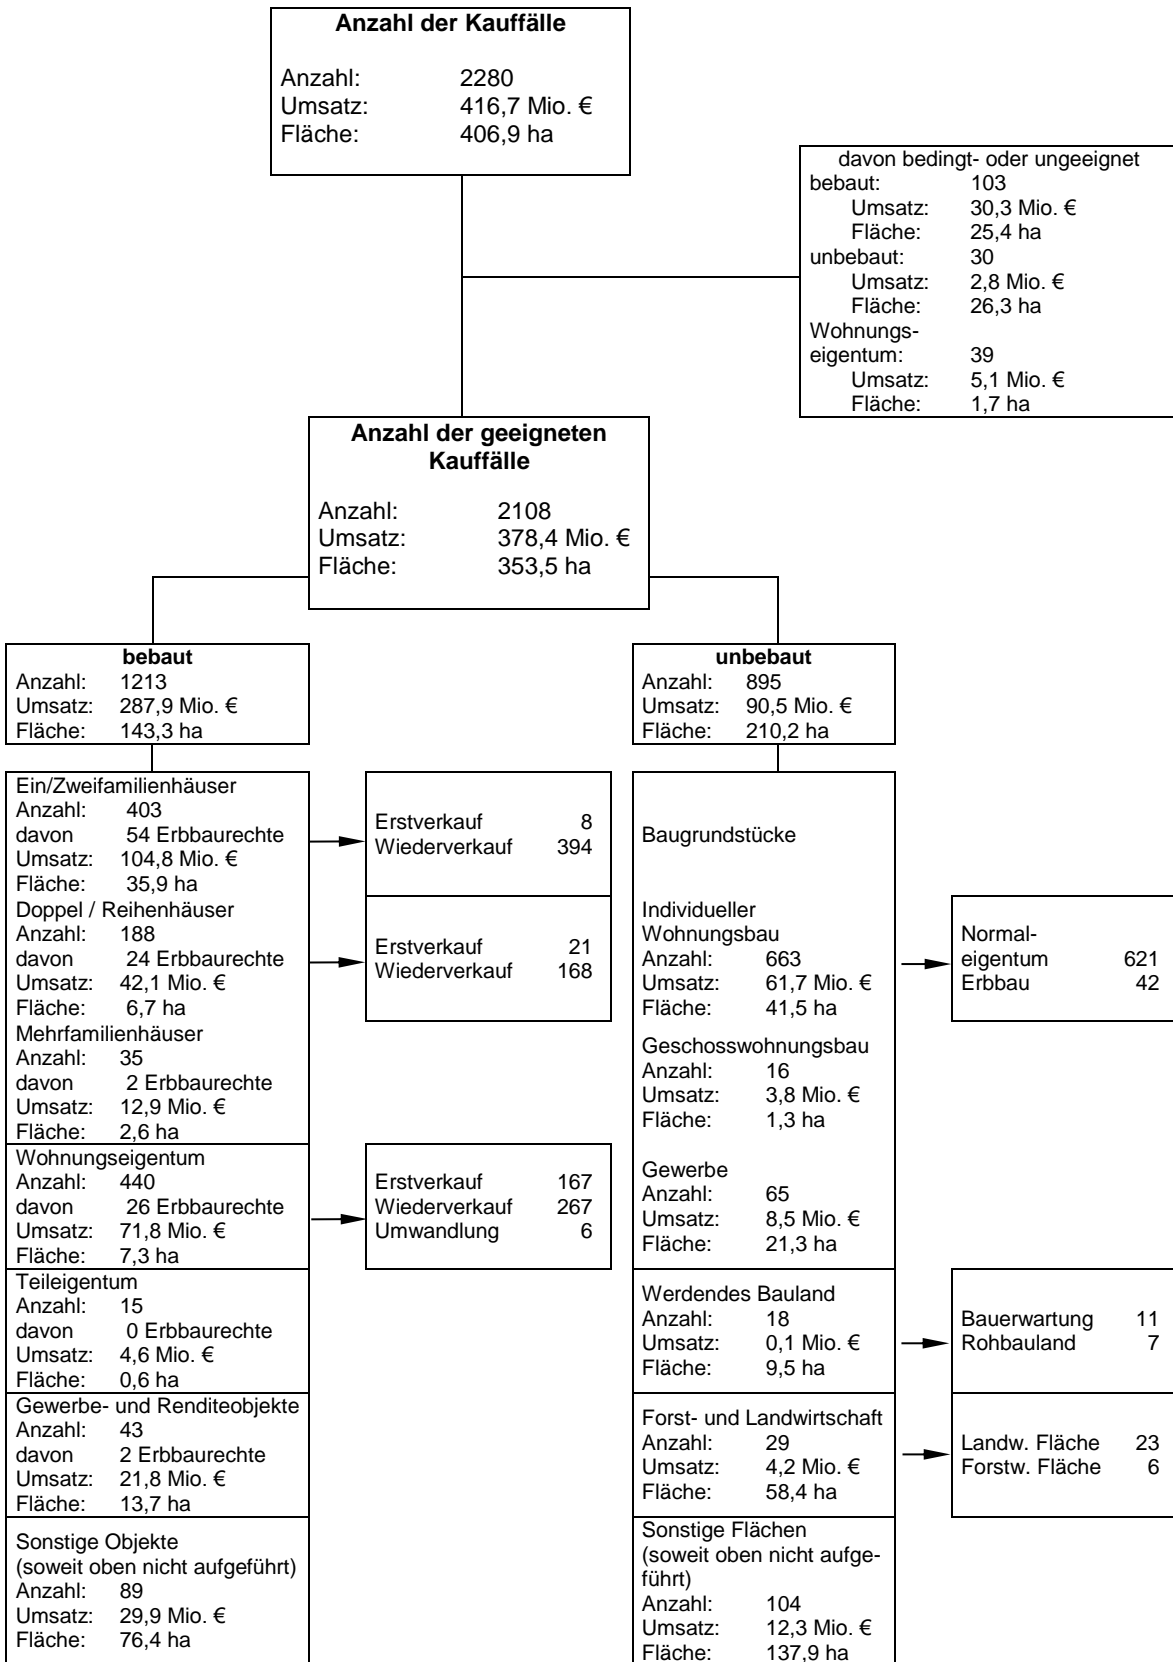 Anzahl der Kauffälle
Anzahl: 2280
Umsatz: 416,7 Mio. €
Fläche: 406,9 ha
davon bedingt- oder ungeeignet
bebaut: 103
Umsatz: 30,3 Mio. €
Fläche: 25,4 ha
unbebaut: 30
Umsatz: 2,8 Mio. €
Fläche: 26,3 ha
Wohnungs-
eigentum: 39
Umsatz: 5,1 Mio. €
Fläche: 1,7 ha
Anzahl der geeigneten
Kauffälle
Anzahl: 2108
Umsatz: 378,4 Mio. €
Fläche: 353,5 ha
bebaut
Anzahl: 1213
Umsatz: 287,9 Mio. €
Fläche: 143,3 ha
unbebaut
Anzahl: 895
Umsatz: 90,5 Mio. €
Fläche: 210,2 ha
Ein/Zweifamilienhäuser
Anzahl: 403
davon 54 Erbbaurechte
Umsatz: 104,8 Mio. €
Fläche: 35,9 ha
Erstverkauf 8
Wiederverkauf 394
Doppel / Reihenhäuser
Anzahl: 188
davon 24 Erbbaurechte
Umsatz: 42,1 Mio. €
Fläche: 6,7 ha
Erstverkauf 21
Wiederverkauf 168
Mehrfamilienhäuser
Anzahl: 35
davon 2 Erbbaurechte
Umsatz: 12,9 Mio. €
Fläche: 2,6 ha
Wohnungseigentum
Anzahl: 440
davon 26 Erbbaurechte
Umsatz: 71,8 Mio. €
Fläche: 7,3 ha
Erstverkauf 167
Wiederverkauf 267
Umwandlung 6
Teileigentum
Anzahl: 15
davon 0 Erbbaurechte
Umsatz: 4,6 Mio. €
Fläche: 0,6 ha
Gewerbe- und Renditeobjekte
Anzahl: 43
davon 2 Erbbaurechte
Umsatz: 21,8 Mio. €
Fläche: 13,7 ha
Sonstige Objekte
(soweit oben nicht aufgeführt)
Anzahl: 89
Umsatz: 29,9 Mio. €
Fläche: 76,4 ha
Baugrundstücke
Individueller
Wohnungsbau
Anzahl: 663
Umsatz: 61,7 Mio. €
Fläche: 41,5 ha
Normal-
eigentum 621
Erbbau 42
Geschosswohnungsbau
Anzahl: 16
Umsatz: 3,8 Mio. €
Fläche: 1,3 ha
Gewerbe
Anzahl: 65
Umsatz: 8,5 Mio. €
Fläche: 21,3 ha
Werdendes Bauland
Anzahl: 18
Umsatz: 0,1 Mio. €
Fläche: 9,5 ha
Bauerwartung 11
Rohbauland 7
Forst- und Landwirtschaft
Anzahl: 29
Umsatz: 4,2 Mio. €
Fläche: 58,4 ha
Landw. Fläche 23
Forstw. Fläche 6
Sonstige Flächen
(soweit oben nicht aufge-
führt)
Anzahl: 104
Umsatz: 12,3 Mio. €
Fläche: 137,9 ha